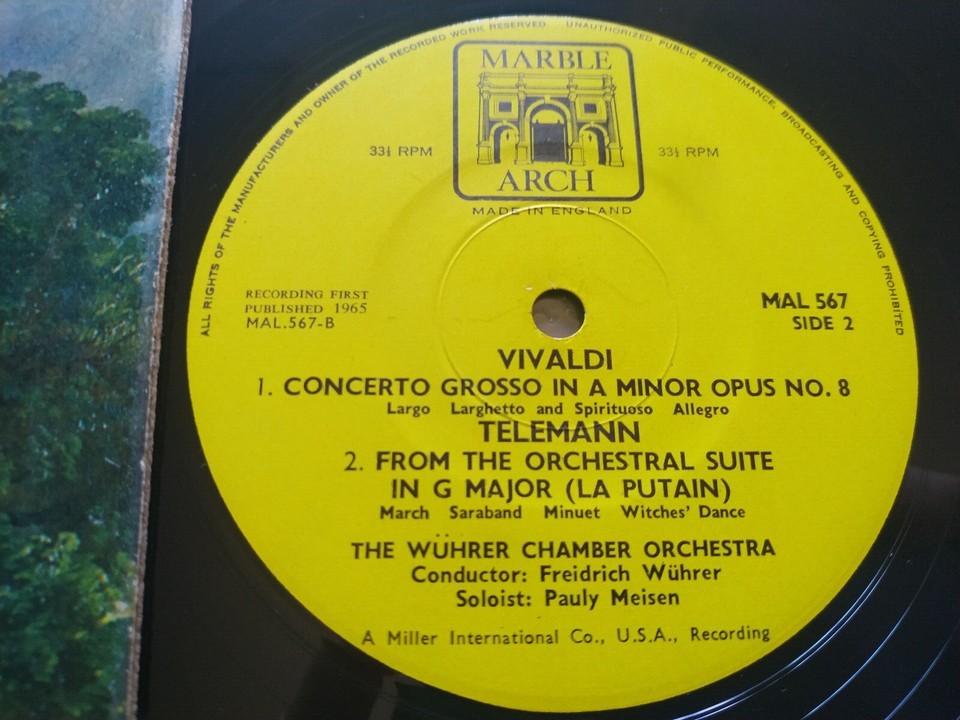 ALL RIGHTS OF THE MANUFACTURERS AND OWNER OF THE RECORDED WORK RESERVED
UNAUTHORIZED PUBLIC PERFORMANCE, BROADCASTING AND COPYING PROHIBITED
MARBLE
ARCH
33⅓ RPM
33⅓ RPM
MADE IN ENGLAND
RECORDING FIRST
PUBLISHED 1965
MAL.567-B
MAL 567
SIDE 2
VIVALDI
1. CONCERTO GROSSO IN A MINOR OPUS NO. 8
Largo Larghetto and Spirituoso Allegro
TELEMANN
2. FROM THE ORCHESTRAL SUITE
IN G MAJOR (LA PUTAIN)
March Saraband Minuet Witches' Dance
THE WÜHRER CHAMBER ORCHESTRA
Conductor: Freidrich Wührer
Soloist: Pauly Meisen
A Miller International Co., U.S.A., Recording